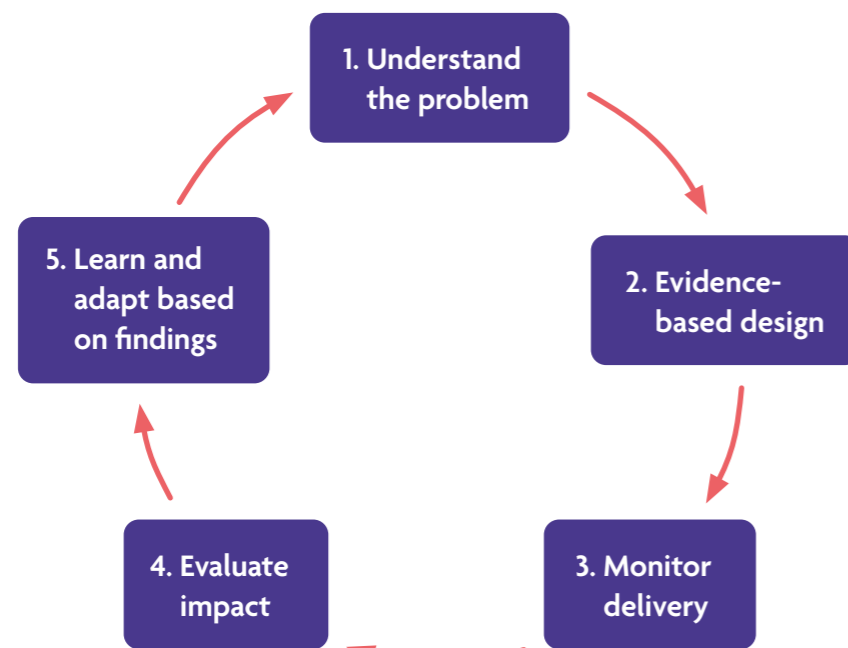 1. Understand
the problem
2. Evidence-
based design
3. Monitor
delivery
4. Evaluate
impact
5. Learn and
adapt based
on findings